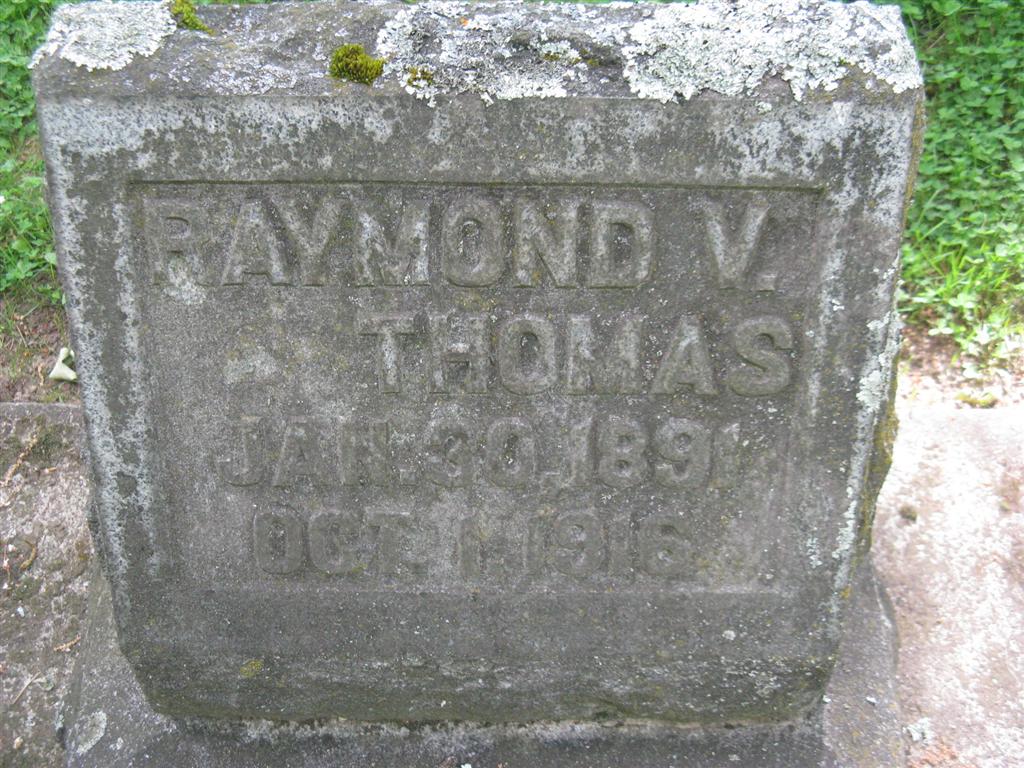 RAYMOND V.
THOMAS
JAN. 30. 1891
OCT. 1. 1916